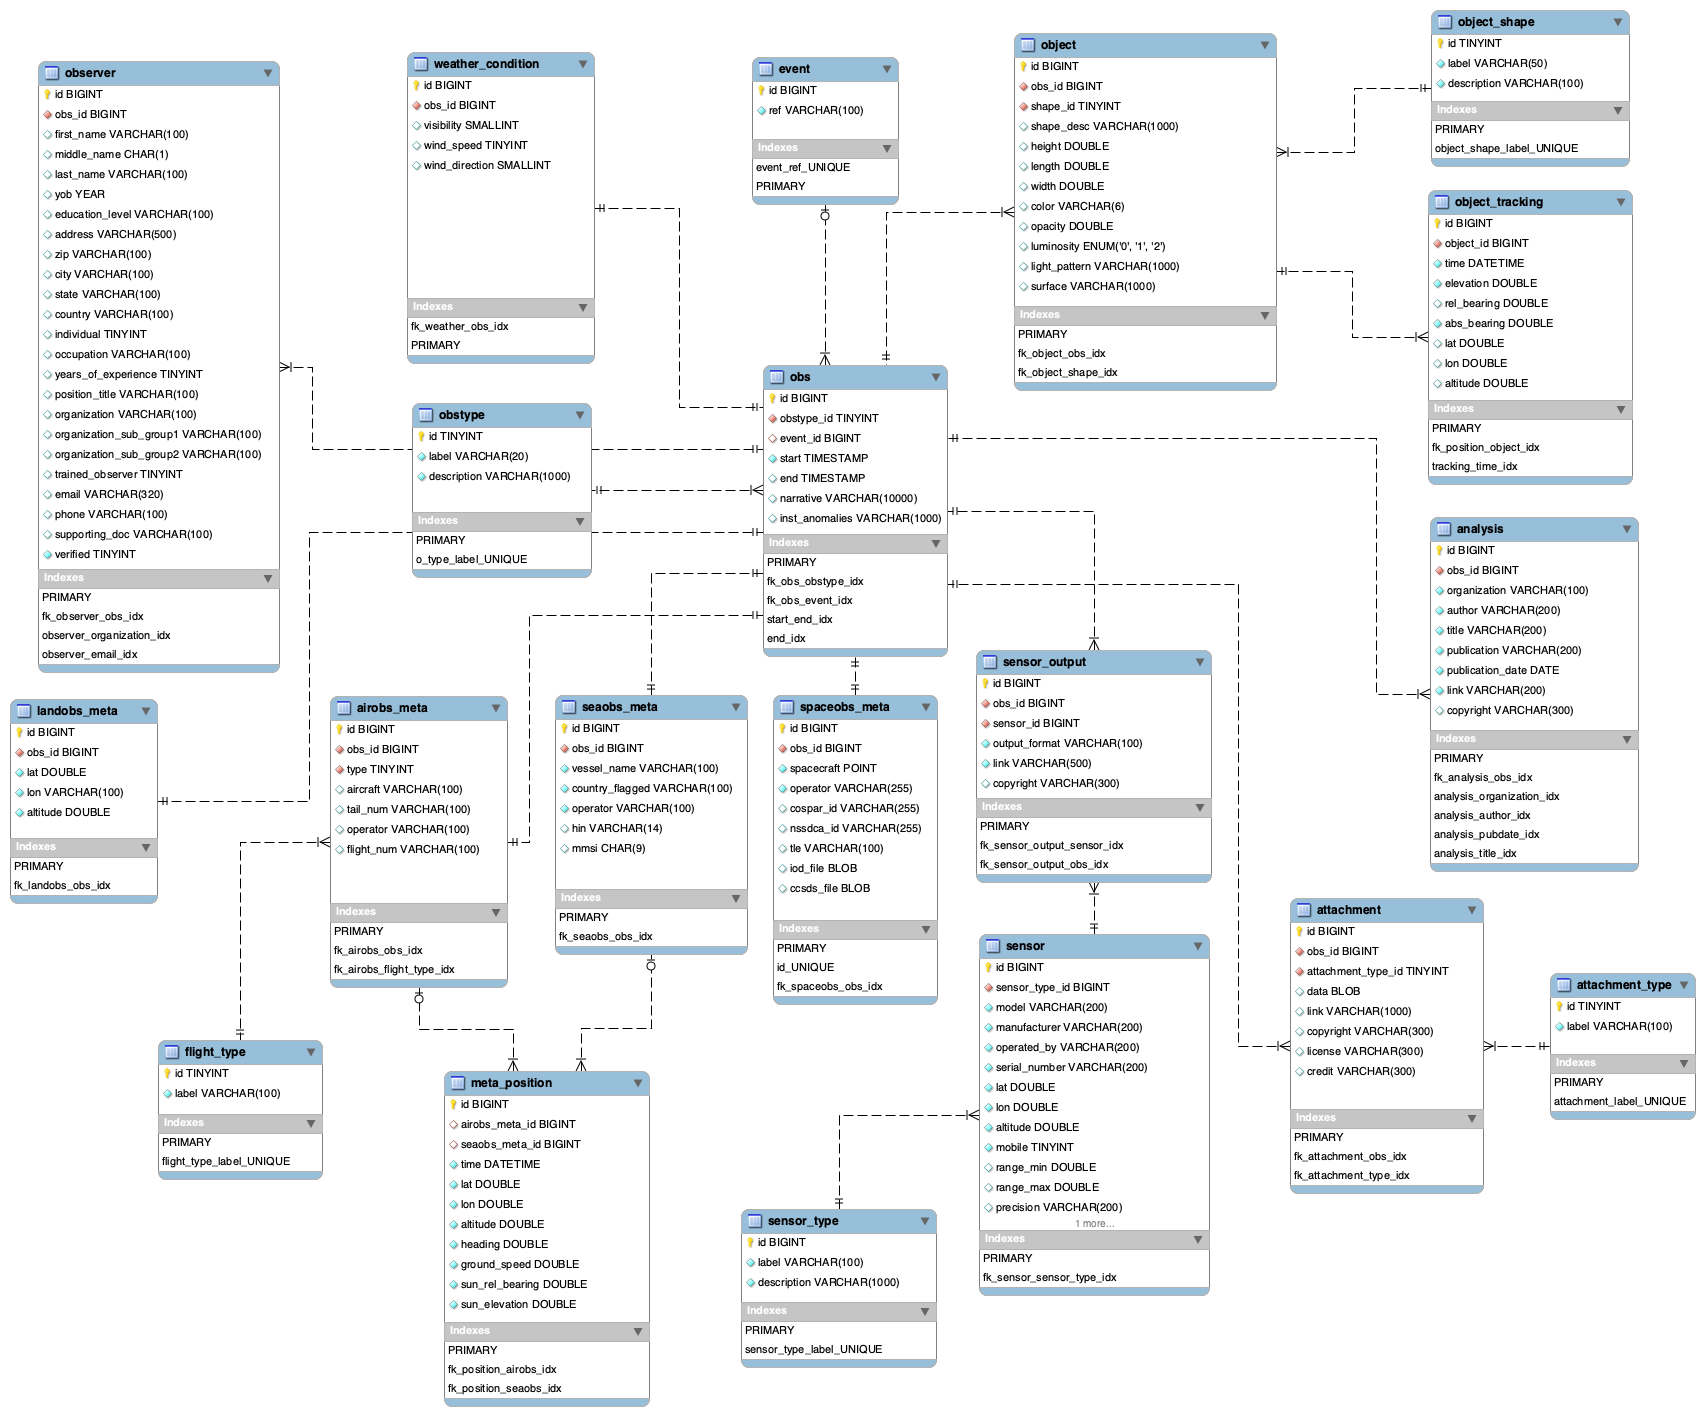 observer
id BIGINT
obs_id BIGINT
first_name VARCHAR(100)
middle_name CHAR(1)
last_name VARCHAR(100)
yob YEAR
education_level VARCHAR(100)
address VARCHAR(500)
zip VARCHAR(100)
city VARCHAR(100)
state VARCHAR(100)
country VARCHAR(100)
individual TINYINT
occupation VARCHAR(100)
years_of_experience TINYINT
position_title VARCHAR(100)
organization VARCHAR(100)
organization_sub_group1 VARCHAR(100)
organization_sub_group2 VARCHAR(100)
trained_observer TINYINT
email VARCHAR(320)
phone VARCHAR(100)
supporting_doc VARCHAR(100)
verified TINYINT
Indexes
PRIMARY
fk_observer_obs_idx
observer_organization_idx
observer_email_idx
weather_condition
id BIGINT
obs_id BIGINT
visibility SMALLINT
wind_speed TINYINT
wind_direction SMALLINT
Indexes
fk_weather_obs_idx
PRIMARY
event
id BIGINT
ref VARCHAR(100)
Indexes
event_ref_UNIQUE
PRIMARY
object
id BIGINT
obs_id BIGINT
shape_id TINYINT
shape_desc VARCHAR(1000)
height DOUBLE
length DOUBLE
width DOUBLE
color VARCHAR(6)
opacity DOUBLE
luminosity ENUM('0', '1', '2')
light_pattern VARCHAR(1000)
surface VARCHAR(1000)
Indexes
PRIMARY
fk_object_obs_idx
fk_object_shape_idx
object_shape
id TINYINT
label VARCHAR(50)
description VARCHAR(100)
Indexes
PRIMARY
object_shape_label_UNIQUE
object_tracking
id BIGINT
object_id BIGINT
time DATETIME
elevation DOUBLE
rel_bearing DOUBLE
abs_bearing DOUBLE
lat DOUBLE
lon DOUBLE
altitude DOUBLE
Indexes
PRIMARY
fk_position_object_idx
tracking_time_idx
obstype
id TINYINT
label VARCHAR(20)
description VARCHAR(1000)
Indexes
PRIMARY
o_type_label_UNIQUE
obs
id BIGINT
obstype_id TINYINT
event_id BIGINT
start TIMESTAMP
end TIMESTAMP
narrative VARCHAR(10000)
inst_anomalies VARCHAR(1000)
Indexes
PRIMARY
fk_obs_obstype_idx
fk_obs_event_idx
start_end_idx
end_idx
analysis
id BIGINT
obs_id BIGINT
organization VARCHAR(100)
author VARCHAR(200)
title VARCHAR(200)
publication VARCHAR(200)
publication_date DATE
link VARCHAR(200)
copyright VARCHAR(300)
Indexes
PRIMARY
fk_analysis_obs_idx
analysis_organization_idx
analysis_author_idx
analysis_pubdate_idx
analysis_title_idx
landobs_meta
id BIGINT
obs_id BIGINT
lat DOUBLE
lon VARCHAR(100)
altitude DOUBLE
Indexes
PRIMARY
fk_landobs_obs_idx
airobs_meta
id BIGINT
obs_id BIGINT
type TINYINT
aircraft VARCHAR(100)
tail_num VARCHAR(100)
operator VARCHAR(100)
flight_num VARCHAR(100)
Indexes
PRIMARY
fk_airobs_obs_idx
fk_airobs_flight_type_idx
seaobs_meta
id BIGINT
obs_id BIGINT
vessel_name VARCHAR(100)
country_flagged VARCHAR(100)
operator VARCHAR(100)
hin VARCHAR(14)
mmsi CHAR(9)
Indexes
PRIMARY
fk_seaobs_obs_idx
spaceobs_meta
id BIGINT
obs_id BIGINT
spacecraft POINT
operator VARCHAR(255)
cospar_id VARCHAR(255)
nssdca_id VARCHAR(255)
tle VARCHAR(100)
iod_file BLOB
ccsds_file BLOB
Indexes
PRIMARY
id_UNIQUE
fk_spaceobs_obs_idx
sensor_output
id BIGINT
obs_id BIGINT
sensor_id BIGINT
output_format VARCHAR(100)
link VARCHAR(500)
copyright VARCHAR(300)
Indexes
PRIMARY
fk_sensor_output_sensor_idx
fk_sensor_output_obs_idx
sensor
id BIGINT
sensor_type_id BIGINT
model VARCHAR(200)
manufacturer VARCHAR(200)
operated_by VARCHAR(200)
serial_number VARCHAR(200)
lat DOUBLE
lon DOUBLE
altitude DOUBLE
mobile TINYINT
range_min DOUBLE
range_max DOUBLE
precision VARCHAR(200)
1 more...
Indexes
PRIMARY
fk_sensor_sensor_type_idx
attachment
id BIGINT
obs_id BIGINT
attachment_type_id TINYINT
data BLOB
link VARCHAR(1000)
copyright VARCHAR(300)
license VARCHAR(300)
credit VARCHAR(300)
Indexes
PRIMARY
fk_attachment_obs_idx
fk_attachment_type_idx
attachment_type
id TINYINT
label VARCHAR(100)
Indexes
PRIMARY
attachment_label_UNIQUE
flight_type
id TINYINT
label VARCHAR(100)
Indexes
PRIMARY
flight_type_label_UNIQUE
meta_position
id BIGINT
airobs_meta_id BIGINT
seaobs_meta_id BIGINT
time DATETIME
lat DOUBLE
lon DOUBLE
altitude DOUBLE
heading DOUBLE
ground_speed DOUBLE
sun_rel_bearing DOUBLE
sun_elevation DOUBLE
Indexes
PRIMARY
fk_position_airobs_idx
fk_position_seaobs_idx
sensor_type
id BIGINT
label VARCHAR(100)
description VARCHAR(1000)
Indexes
PRIMARY
sensor_type_label_UNIQUE